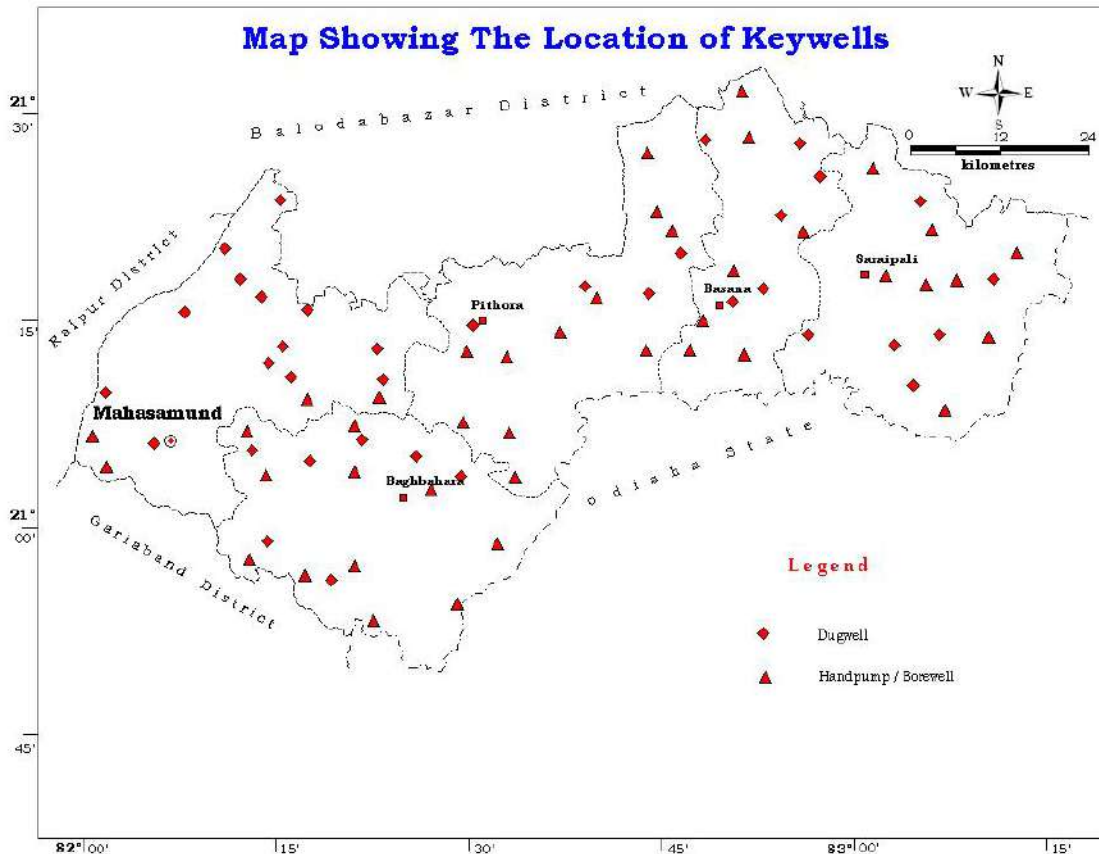 Map Showing The Location of Keywells
N
W E
S
21°
30'
Balodabazar District
0 12 24
kilometres
Raipur District
Saraipali
Basana
Pithora
15'
Mahasamund
Odisha State
Baghbahara
21°
00'
Gariaband District
Legend
Dugwell
Handpump / Borewell
45'
82° 00' 15' 30' 45' 83° 00' 15'